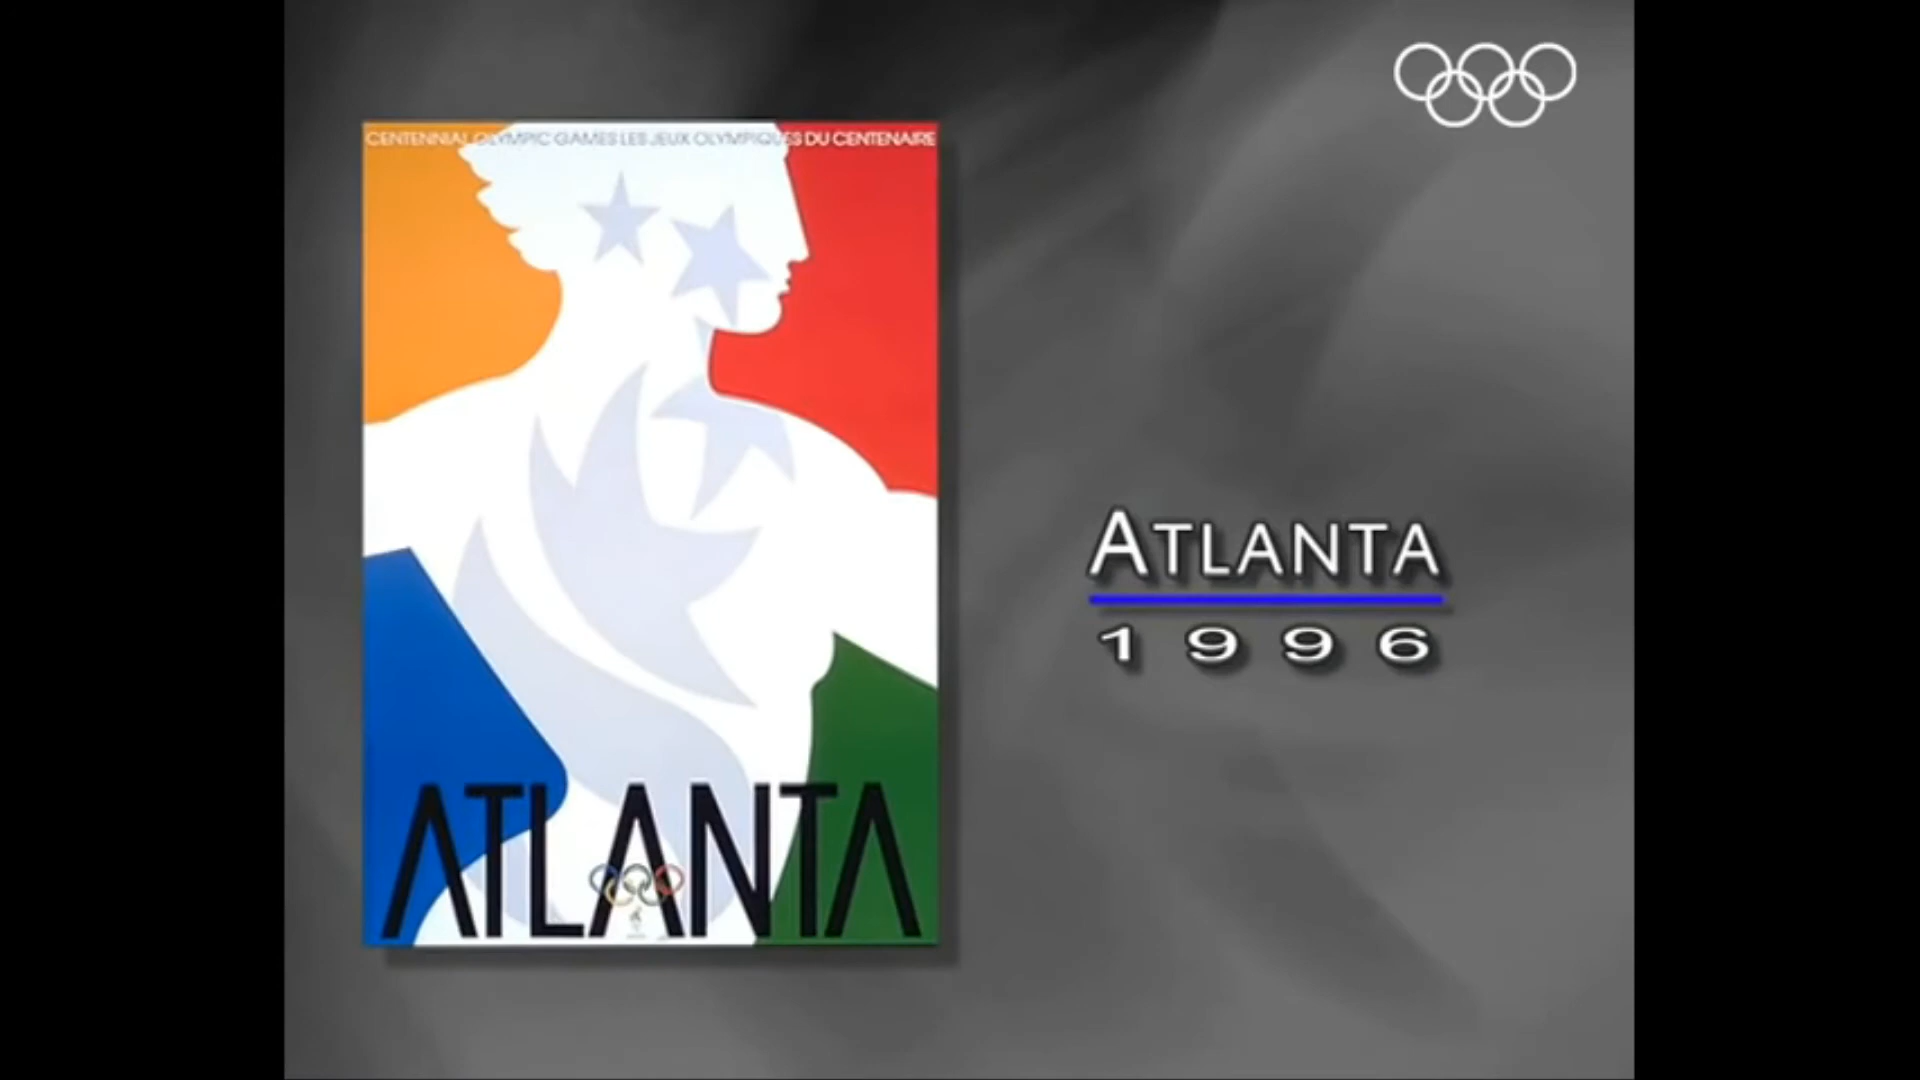 CENTENNIAL OLYMPIC GAMES LES JEUX OLYMPIQUES DU CENTENAIRE
ATLANTA
ATLANTA
1996